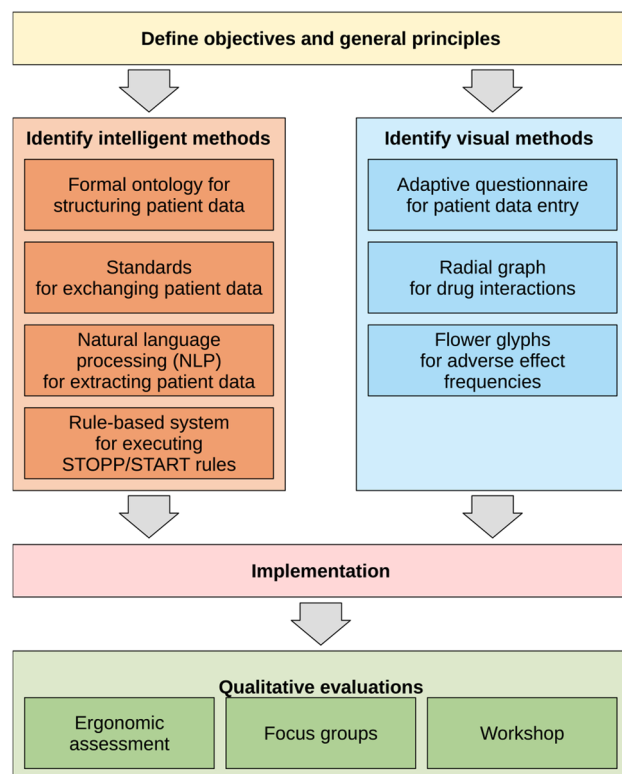 Define objectives and general principles
Identify intelligent methods
Formal ontology for
structuring patient data
Standards
for exchanging patient data
Natural language
processing (NLP)
for extracting patient data
Rule-based system
for executing
STOPP/START rules
Identify visual methods
Adaptive questionnaire
for patient data entry
Radial graph
for drug interactions
Flower glyphs
for adverse effect
frequencies
Implementation
Qualitative evaluations
Ergonomic
assessment
Focus groups
Workshop